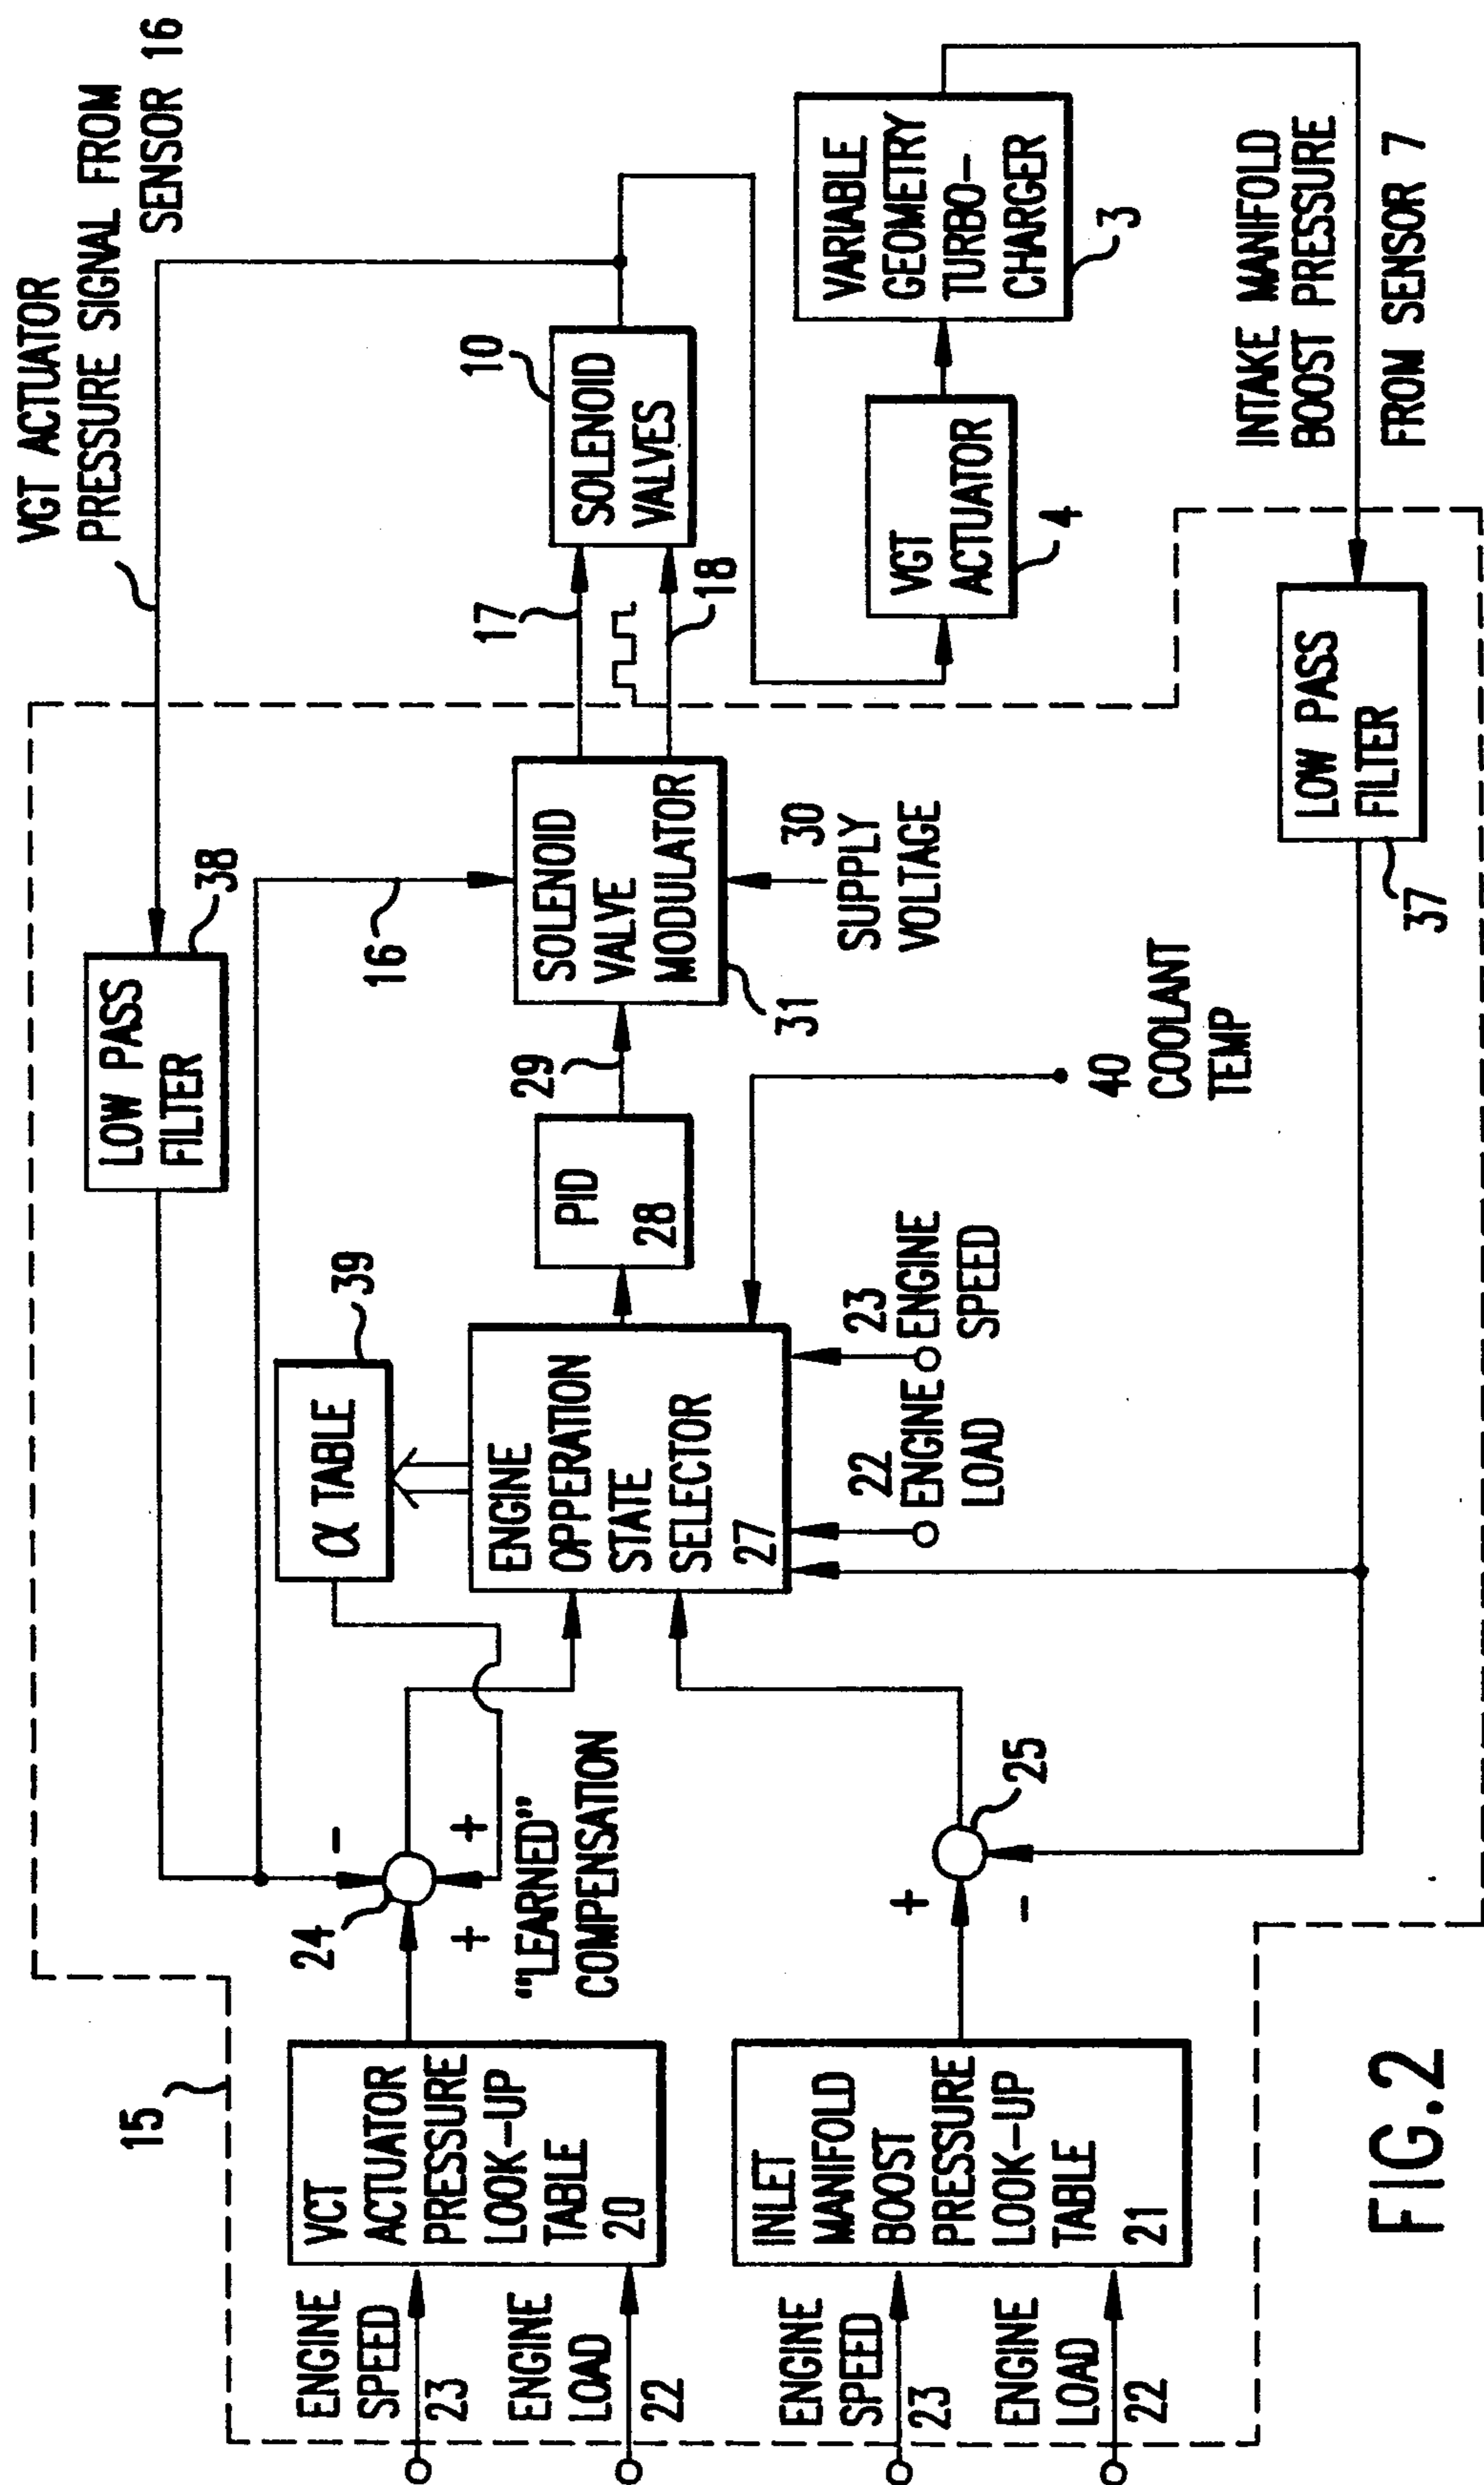 VGT ACTUATOR
PRESSURE SIGNAL FROM
SENSOR 16
15
LOW PASS
FILTER
38
α TABLE
39
16
24
-
+
+
"LEARNED"
COMPENSATION
ENGINE
SPEED
23
ENGINE
LOAD
22
VCT
ACTUATOR
PRESSURE
LOOK-UP
TABLE
20
ENGINE
OPPERATION
STATE
SELECTOR
27
PID
28
29
SOLENOID
VALVE
MODULATOR
31
30
SUPPLY
VOLTAGE
17
18
10
SOLENOID
VALVES
VGT
ACTUATOR
4
VARIABLE
GEOMETRY
TURBO-
CHARGER
3
ENGINE
SPEED
23
ENGINE
LOAD
22
INLET
MANIFOLD
BOOST
PRESSURE
LOOK-UP
TABLE
21
+
-
25
22
ENGINE
LOAD
23
ENGINE
SPEED
40
COOLANT
TEMP
LOW PASS
FILTER
37
INTAKE MANIFOLD
BOOST PRESSURE
FROM SENSOR 7
FIG.2